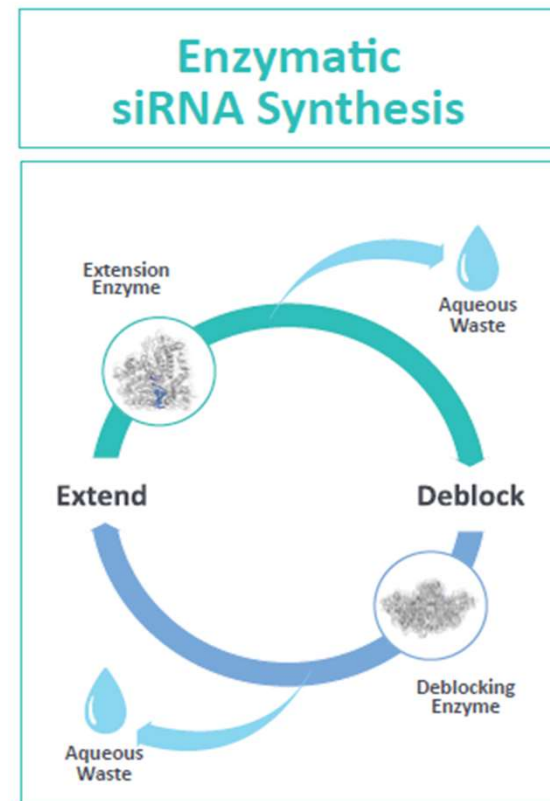 Enzymatic
siRNA Synthesis
Extension
Enzyme
Aqueous
Waste
Extend
Deblock
Deblocking
Enzyme
Aqueous
Waste